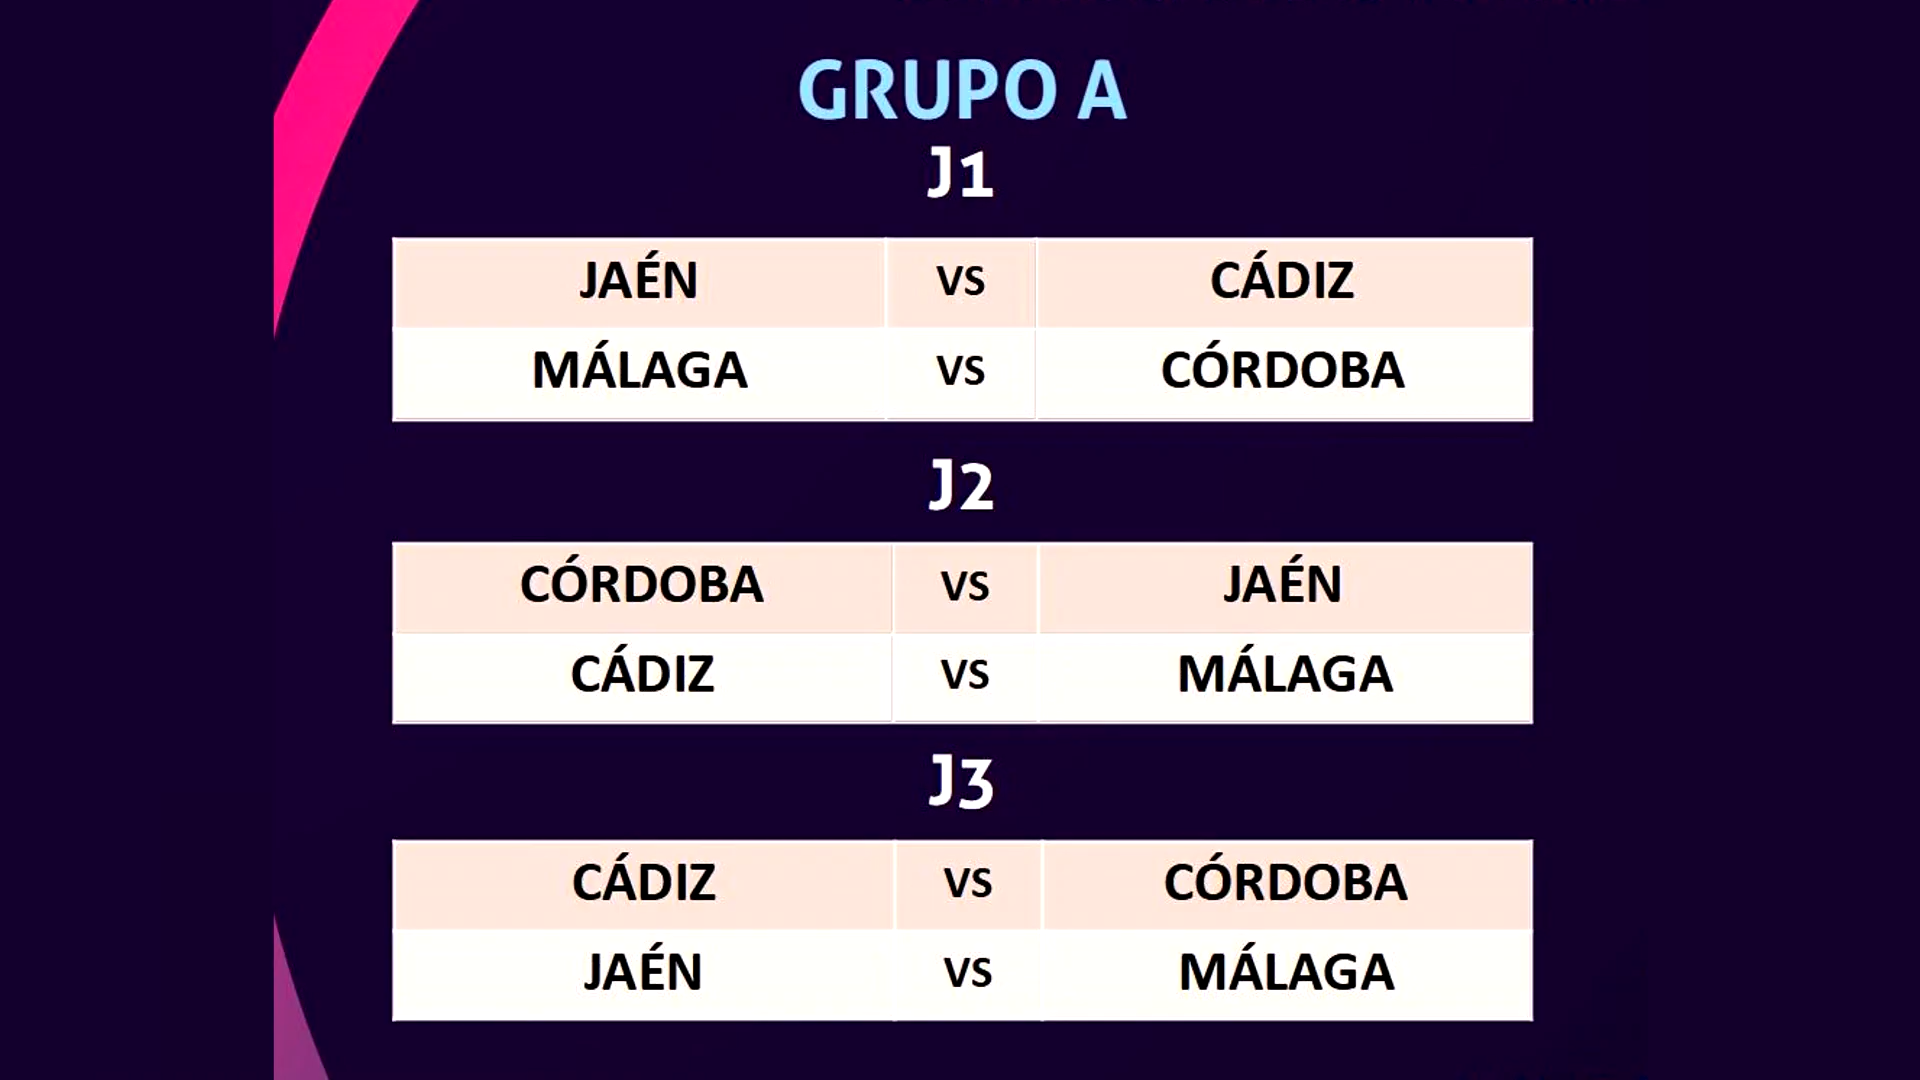 GRUPO A
J1
JAÉN VS CÁDIZ
MÁLAGA VS CÓRDOBA
J2
CÓRDOBA VS JAÉN
CÁDIZ VS MÁLAGA
J3
CÁDIZ VS CÓRDOBA
JAÉN VS MÁLAGA